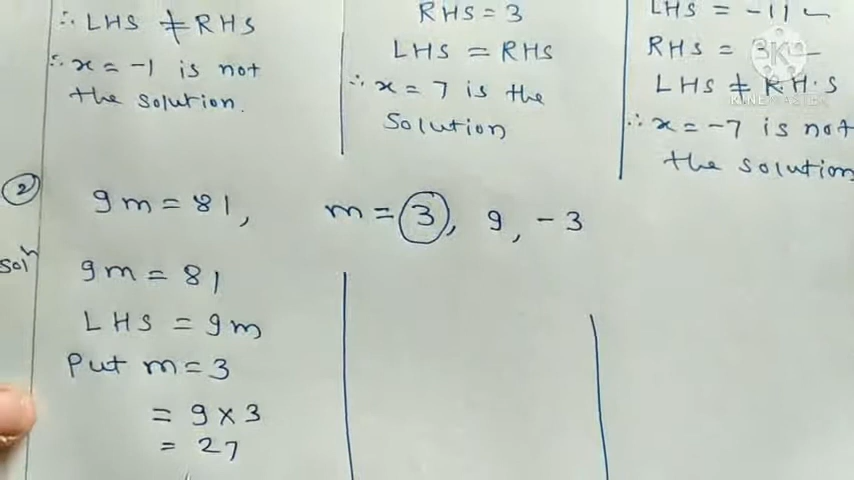 ∴ LHS ≠ RHS
∴ x = -1 is not
the solution.
RHS = 3
LHS = RHS
∴ x = 7 is the
Solution
LHS = -11
RHS = 3
LHS ≠ R.H.S
∴ x = -7 is not
the solution
② 9m = 81, m = 3, 9, -3
Solⁿ 9m = 81
LHS = 9m
Put m = 3
= 9 × 3
= 27
KINEMASTER